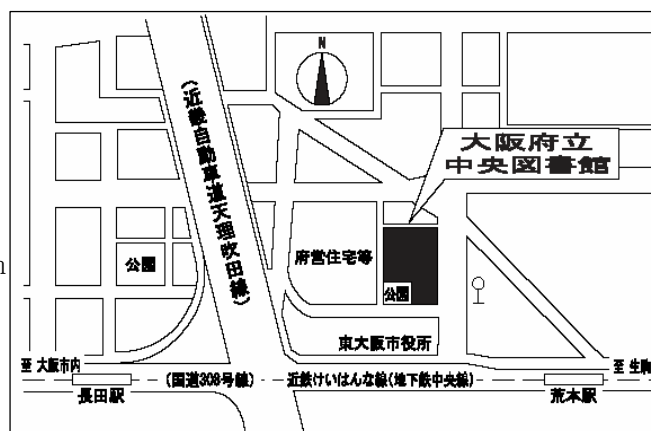 N
大阪府立
中央図書館
(近畿自動車道天理吹田線)
公園
府営住宅等
公園
東大阪市役所
至 大阪市内
至 生駒
(国道308号線)
近鉄けいはんな線(地下鉄中央線)
長田駅
荒本駅